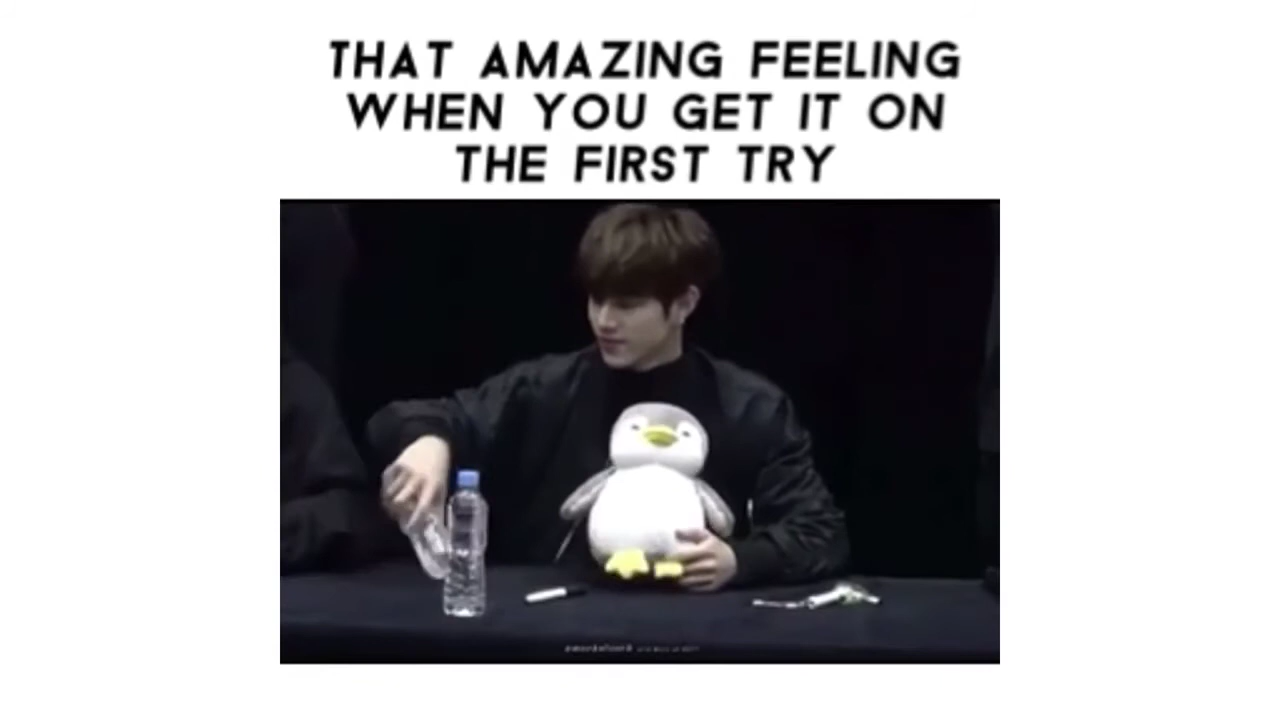 THAT AMAZING FEELING
WHEN YOU GET IT ON
THE FIRST TRY